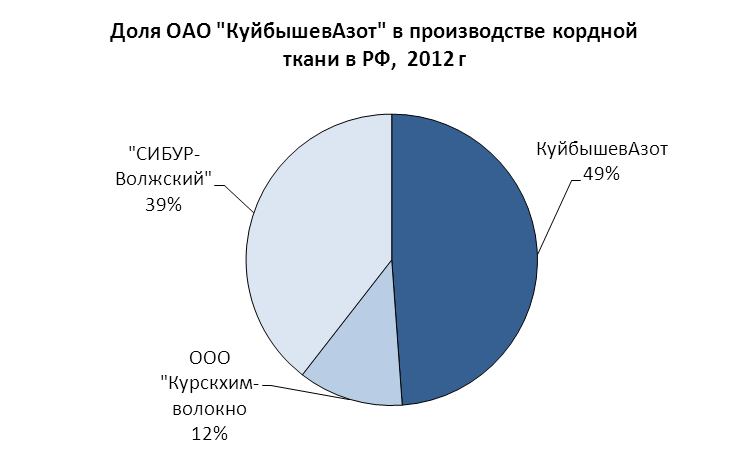 Доля ОАО "КуйбышевАзот" в производстве кордной
ткани в РФ, 2012 г
КуйбышевАзот
49%
"СИБУР-
Волжский"
39%
ООО
"Курскхим-
волокно
12%